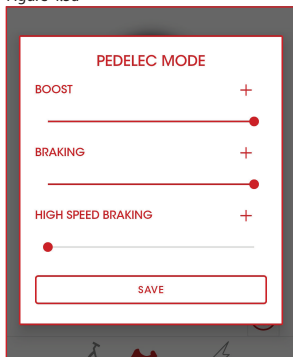 PEDELEC MODE
BOOST +
BRAKING +
HIGH SPEED BRAKING +
SAVE